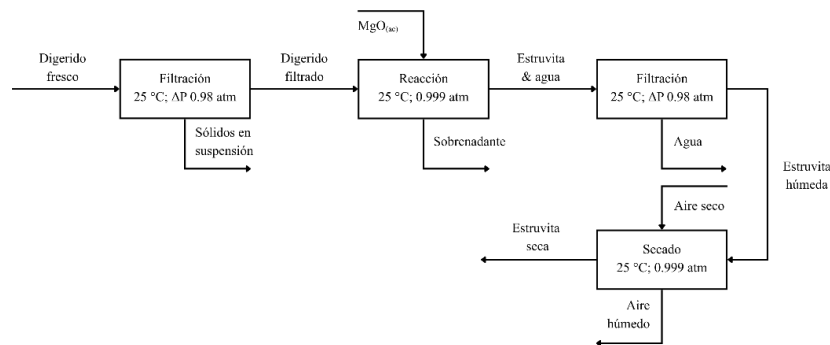 MgO(ac)
Digerido
fresco
Filtración
25 °C; ΔP 0.98 atm
Digerido
filtrado
Reacción
25 °C; 0.999 atm
Estruvita
& agua
Filtración
25 °C; ΔP 0.98 atm
Sólidos en
suspensión
Sobrenadante
Agua
Estruvita
húmeda
Aire seco
Estruvita
seca
Secado
25 °C; 0.999 atm
Aire
húmedo